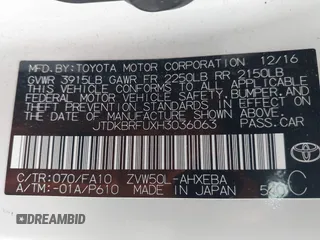 MFD. BY: TOYOTA MOTOR CORPORATION 12/16
GVWR 3915LB GAWR FR 2250LB RR 2150LB
THIS VEHICLE CONFORMS TO ALL APPLICABLE
FEDERAL MOTOR VEHICLE SAFETY, BUMPER, AND
THEFT PREVENTION STANDARDS IN EFFECT ON
THE DATE OF MANUFACTURE SHOWN ABOVE.
JTDKBRFUXH3036063 PASS.CAR
C/TR:070/FA10 ZVW50L-AHXEBA
A/TM:-01A/P610 MADE IN JAPAN
C
DREAMBID.COM